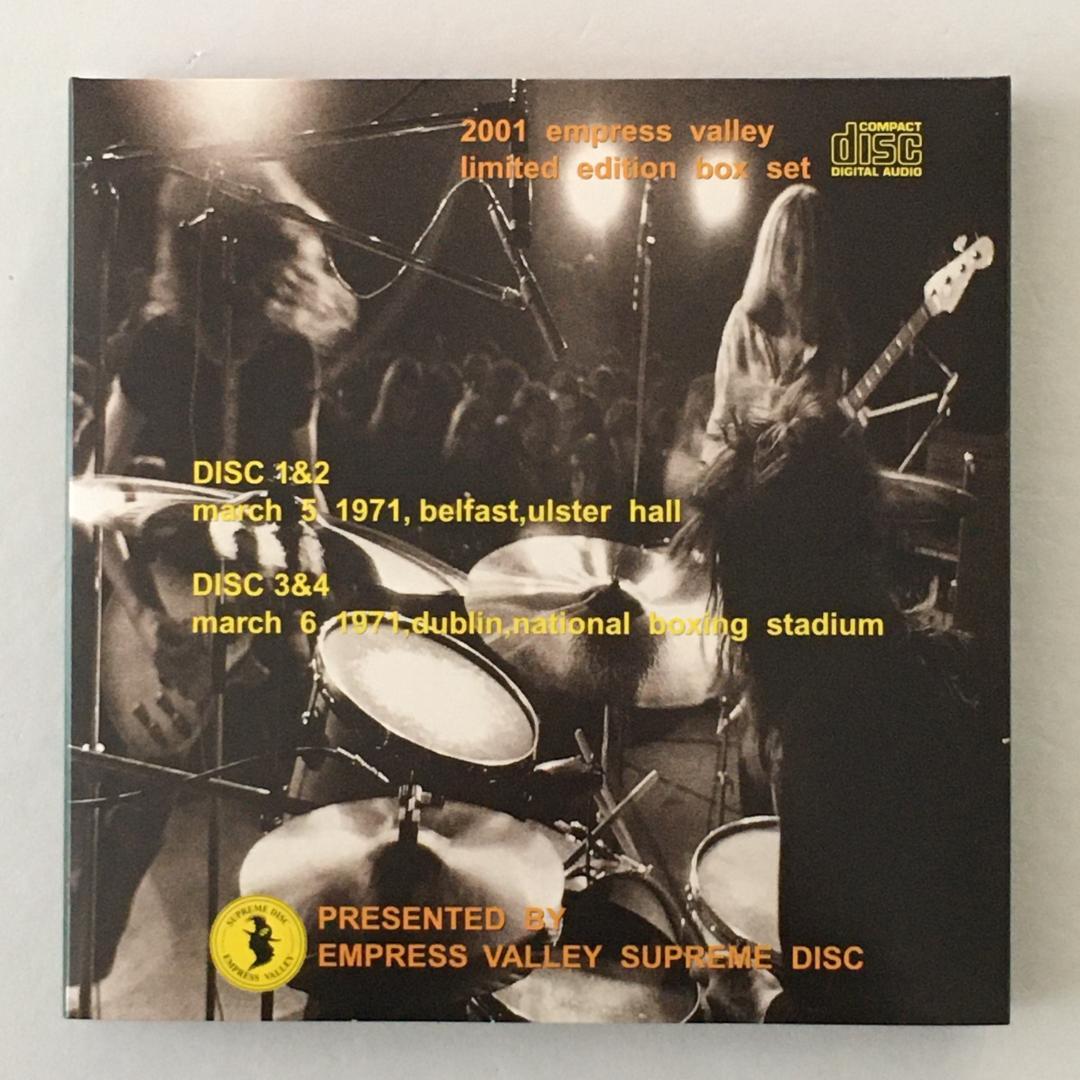 2001 empress valley
limited edition box set
COMPACT
disc
DIGITAL AUDIO
DISC 1&2
march 5 1971, belfast,ulster hall
DISC 3&4
march 6 1971,dublin,national boxing stadium
SUPREME DISC
EMPRESS VALLEY
PRESENTED BY
EMPRESS VALLEY SUPREME DISC